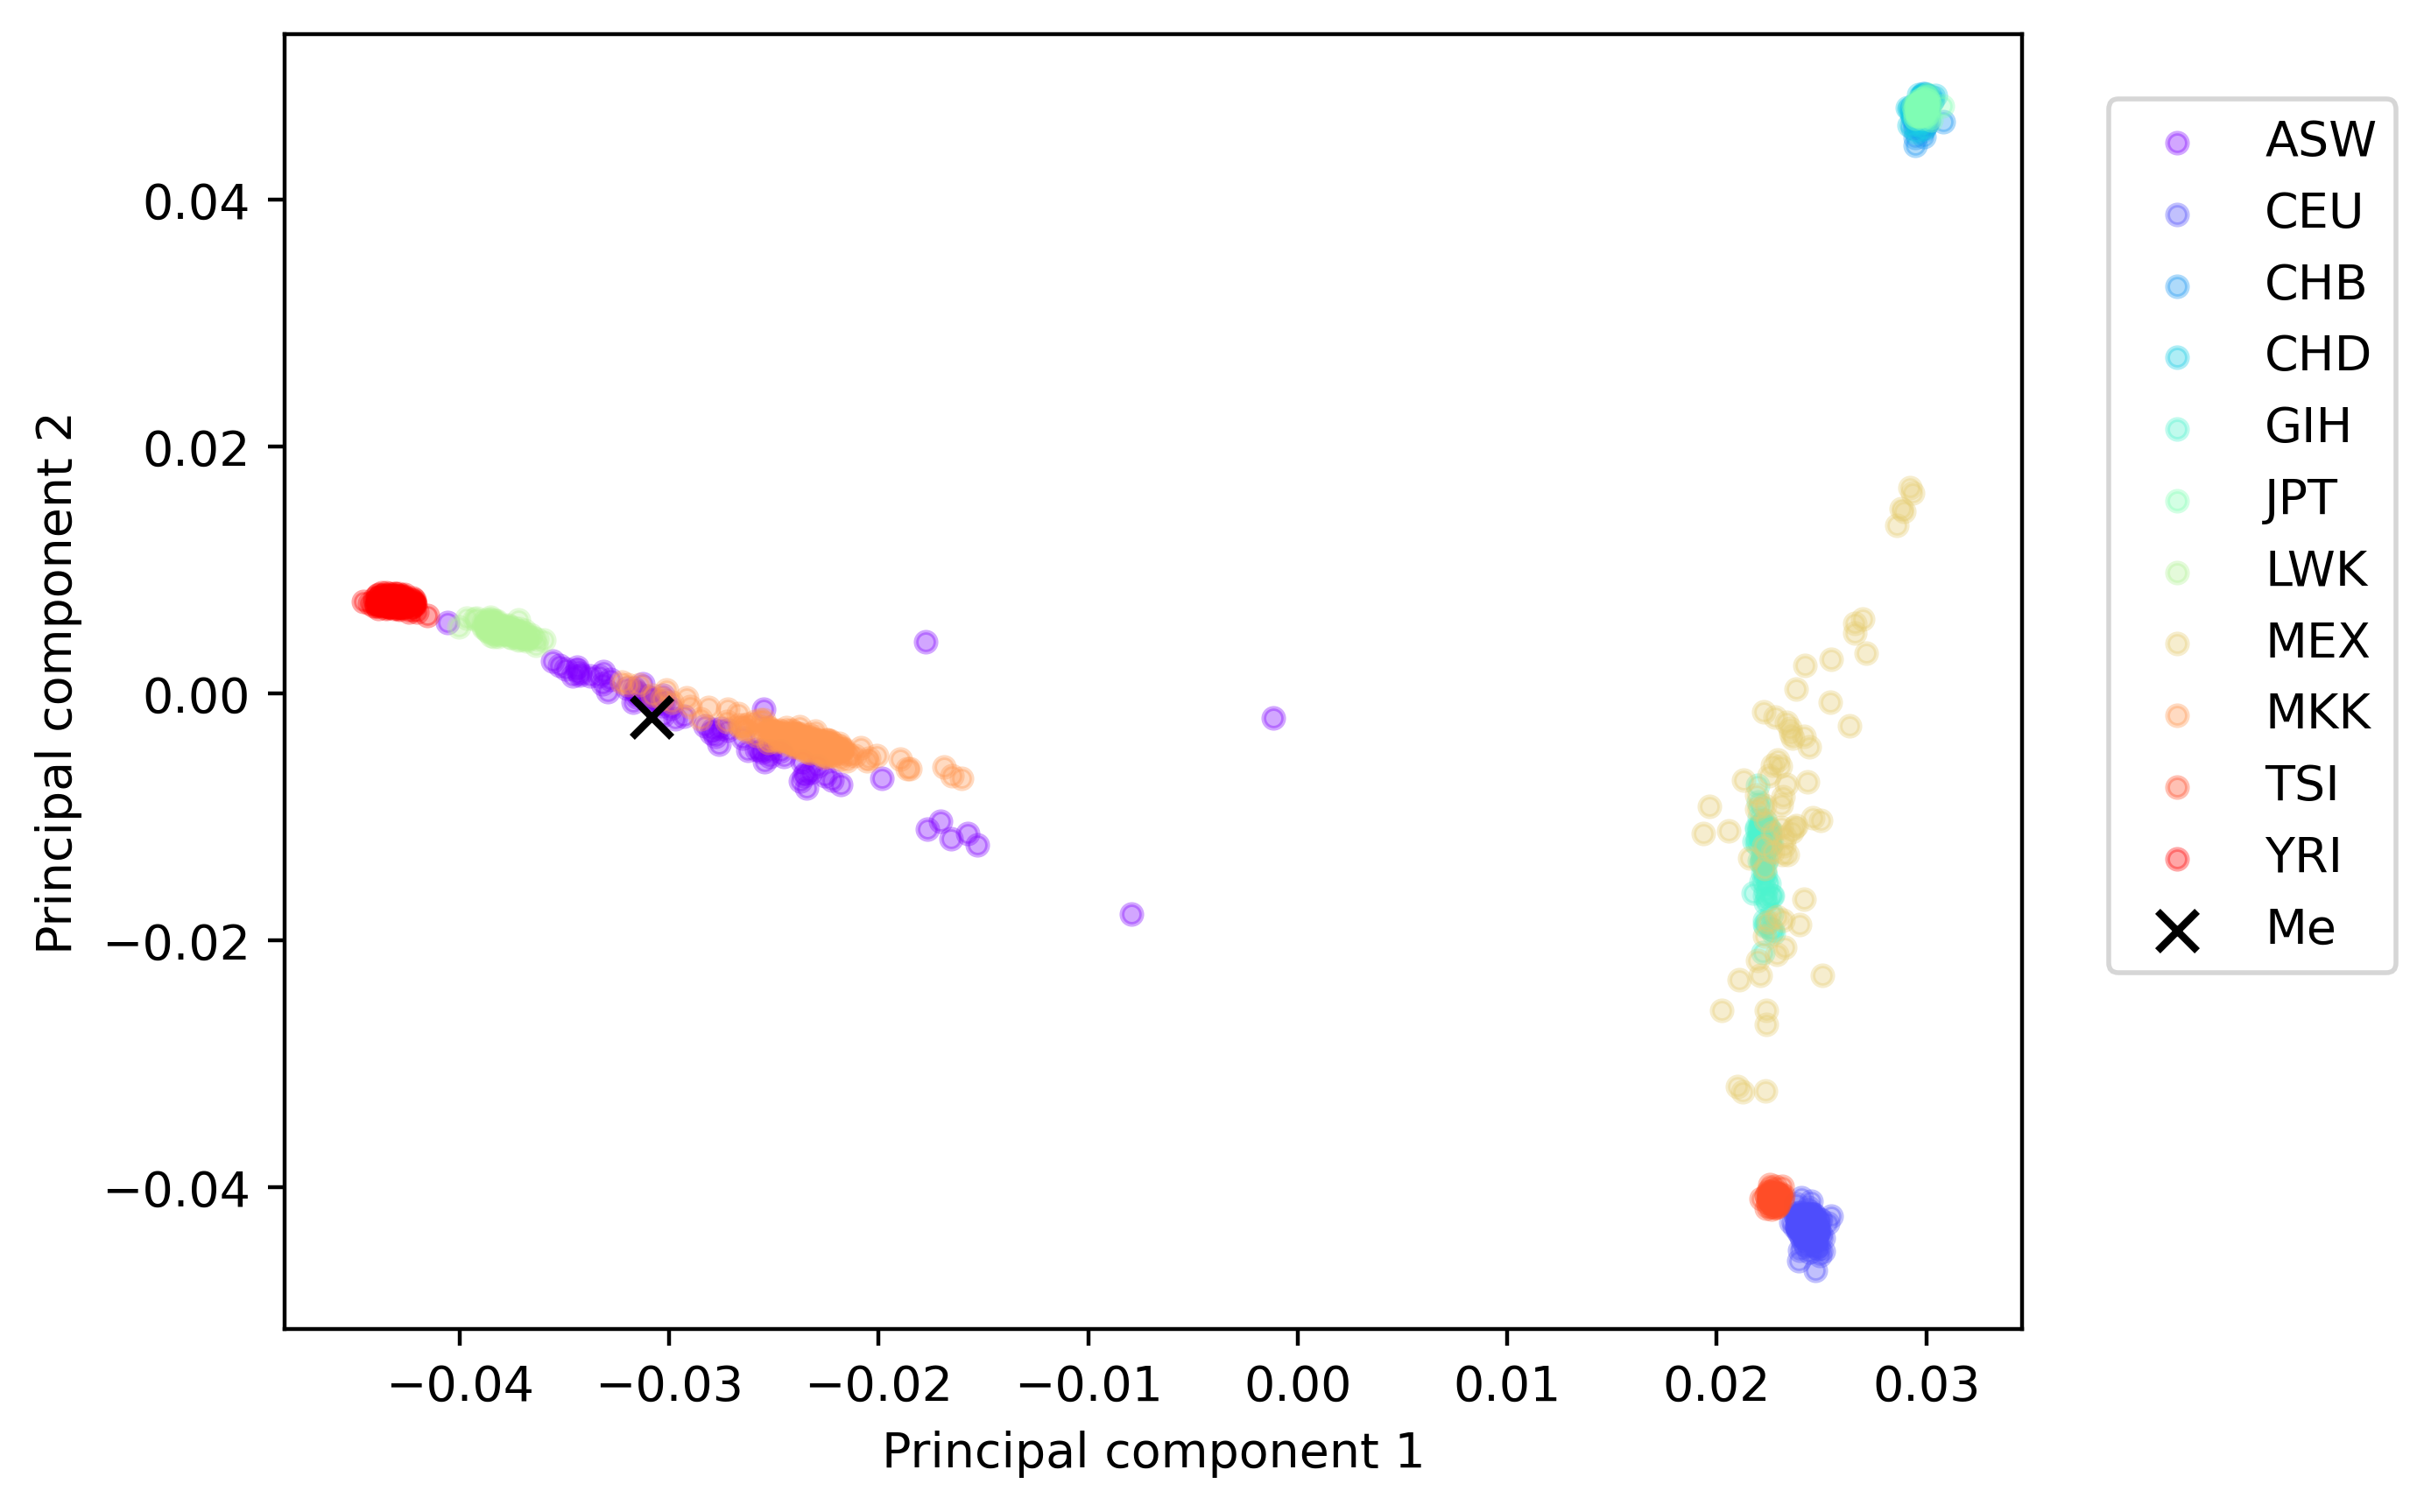 0.04
0.02
0.00
−0.02
−0.04
Principal component 2
−0.04
−0.03
−0.02
−0.01
0.00
0.01
0.02
0.03
Principal component 1
ASW
CEU
CHB
CHD
GIH
JPT
LWK
MEX
MKK
TSI
YRI
Me